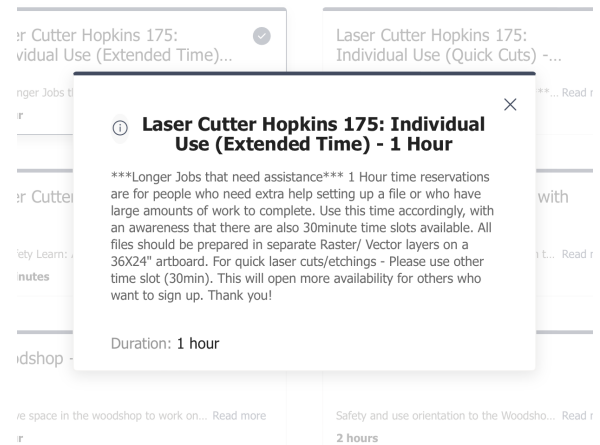 er Cutter Hopkins 175:
vidual Use (Extended Time)...
Laser Cutter Hopkins 175:
Individual Use (Quick Cuts) -...
nger Jobs t
**... Read m
ur
Laser Cutter Hopkins 175: Individual
Use (Extended Time) - 1 Hour
***Longer Jobs that need assistance*** 1 Hour time reservations
are for people who need extra help setting up a file or who have
large amounts of work to complete. Use this time accordingly, with
an awareness that there are also 30minute time slots available. All
files should be prepared in separate Raster/ Vector layers on a
36X24" artboard. For quick laser cuts/etchings - Please use other
time slot (30min). This will open more availability for others who
want to sign up. Thank you!
Duration: 1 hour
er Cutter
with
fety Learn:
n t... Read m
inutes
odshop -
ve space in the woodshop to work on... Read more
Safety and use orientation to the Woodsho... Read m
ur
2 hours